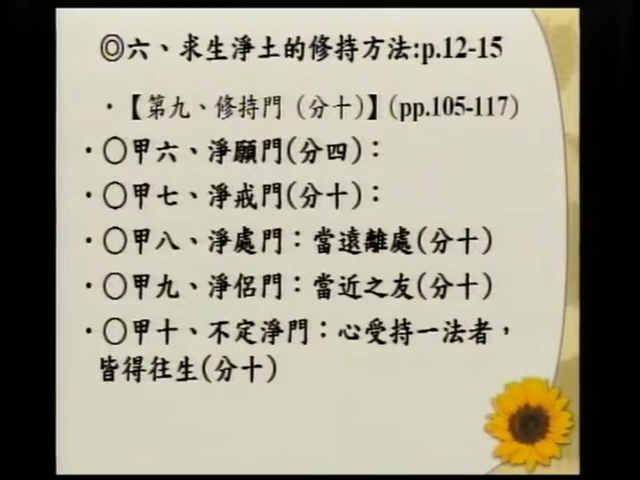 ◎六、求生淨土的修持方法:p.12-15
·【第九、修持門（分十）】(pp.105-117)
·〇甲六、淨願門(分四)：
·〇甲七、淨戒門(分十)：
·〇甲八、淨處門：當遠離處(分十)
·〇甲九、淨侶門：當近之友(分十)
·〇甲十、不定淨門：心受持一法者，
皆得往生(分十)